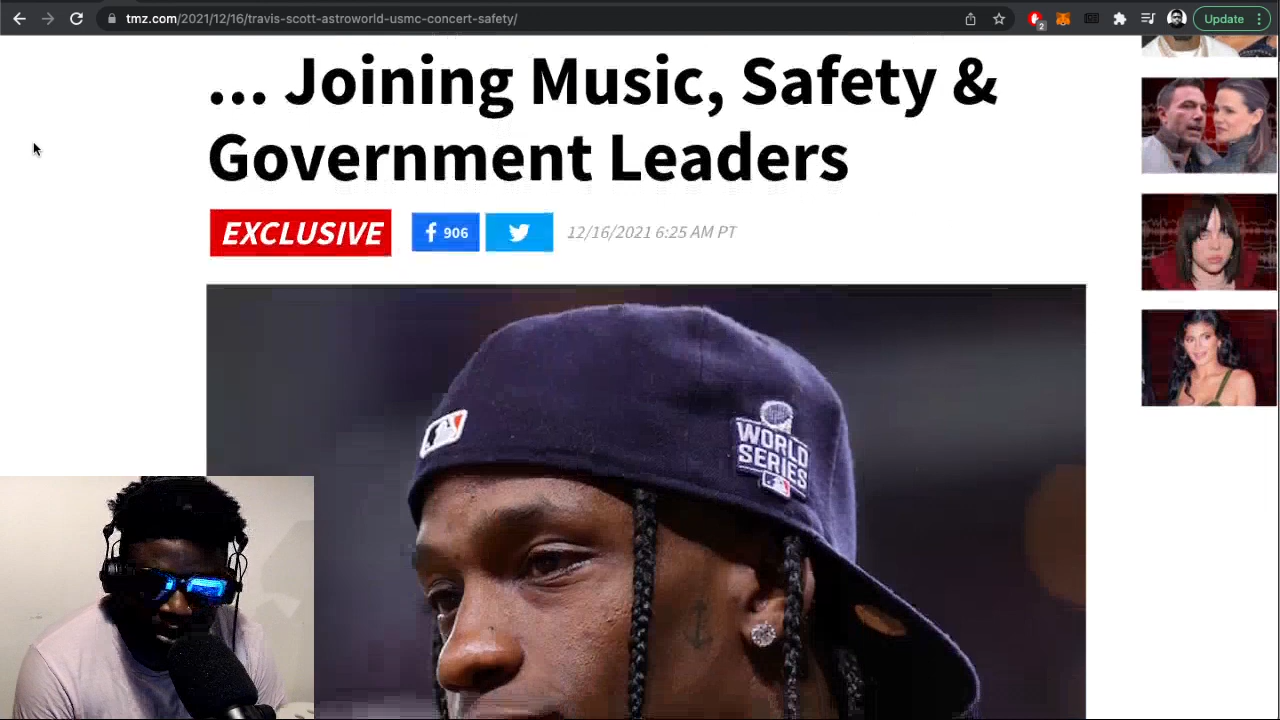 tmz.com/2021/12/16/travis-scott-astroworld-usmc-concert-safety/
2
Update
... Joining Music, Safety &
Government Leaders
EXCLUSIVE
906
12/16/2021 6:25 AM PT
WORLD
SERIES